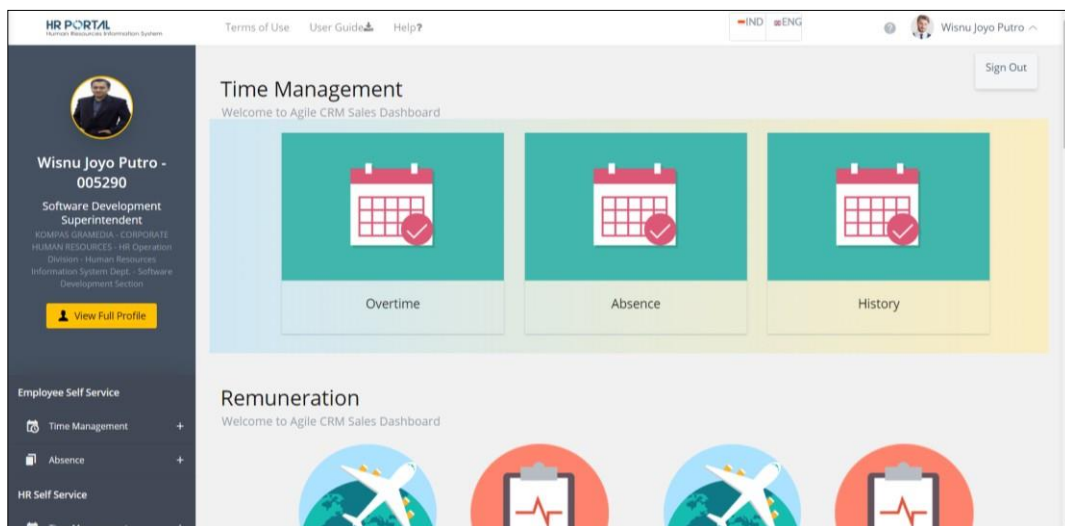 HR PORTAL
Human Resources Information System
Terms of Use
User Guide
Help?
IND
ENG
Wisnu Joyo Putro
Sign Out
Wisnu Joyo Putro -
005290
Software Development
Superintendent
KOMPAS GRAMEDIA - CORPORATE
HUMAN RESOURCES - HR Operation
Division - Human Resources
Information System Dept. - Software
Development Section
View Full Profile
Employee Self Service
Time Management +
Absence +
HR Self Service
Time Management
Welcome to Agile CRM Sales Dashboard
Overtime
Absence
History
Remuneration
Welcome to Agile CRM Sales Dashboard